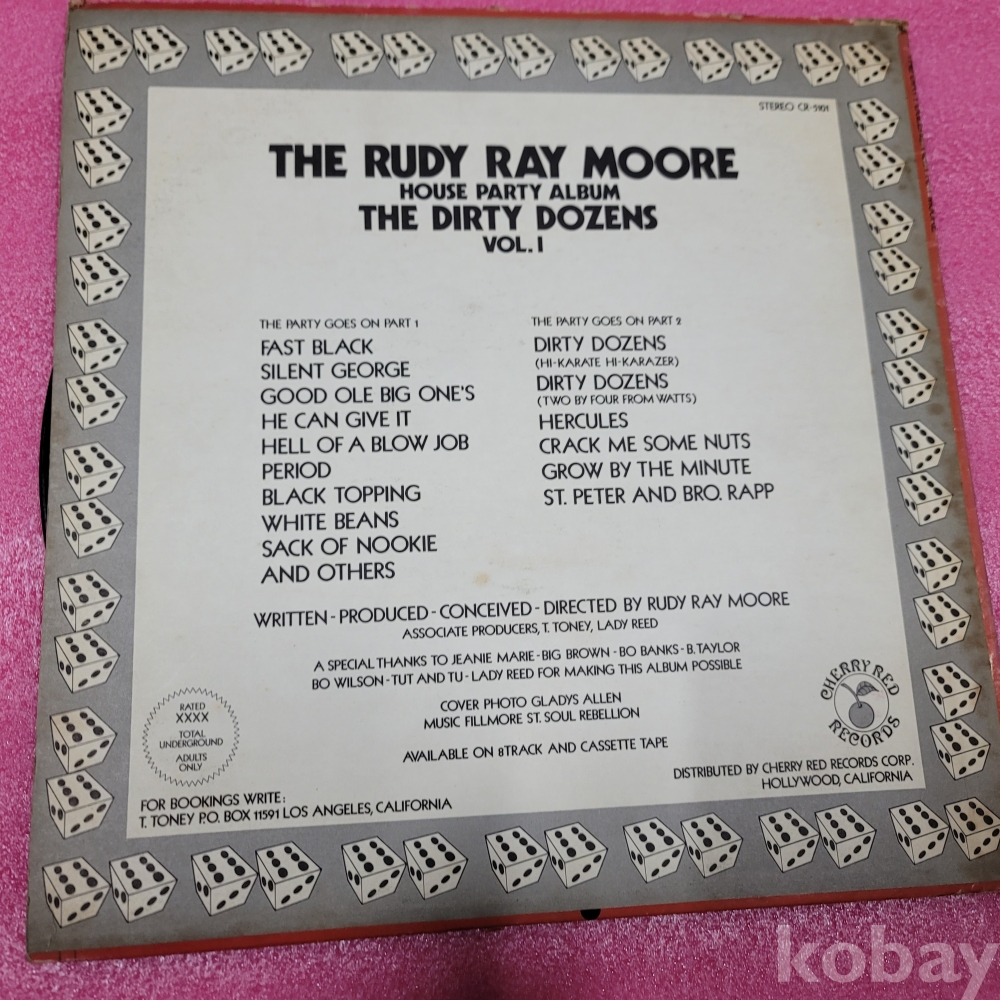 STEREO CR-5101
THE RUDY RAY MOORE
HOUSE PARTY ALBUM
THE DIRTY DOZENS
VOL. I
THE PARTY GOES ON PART 1
FAST BLACK
SILENT GEORGE
GOOD OLE BIG ONE'S
HE CAN GIVE IT
HELL OF A BLOW JOB
PERIOD
BLACK TOPPING
WHITE BEANS
SACK OF NOOKIE
AND OTHERS
THE PARTY GOES ON PART 2
DIRTY DOZENS
(HI-KARATE HI-KARAZER)
DIRTY DOZENS
(TWO BY FOUR FROM WATTS)
HERCULES
CRACK ME SOME NUTS
GROW BY THE MINUTE
ST. PETER AND BRO. RAPP
WRITTEN - PRODUCED - CONCEIVED - DIRECTED BY RUDY RAY MOORE
ASSOCIATE PRODUCERS, T. TONEY, LADY REED
A SPECIAL THANKS TO JEANIE MARIE - BIG BROWN - BO BANKS - B. TAYLOR
BO WILSON - TUT AND TU - LADY REED FOR MAKING THIS ALBUM POSSIBLE
COVER PHOTO GLADYS ALLEN
MUSIC FILLMORE ST. SOUL REBELLION
AVAILABLE ON 8TRACK AND CASSETTE TAPE
RATED
XXXX
TOTAL
UNDERGROUND
ADULTS
ONLY
CHERRY RED
RECORDS
DISTRIBUTED BY CHERRY RED RECORDS CORP.
HOLLYWOOD, CALIFORNIA
FOR BOOKINGS WRITE:
T. TONEY P.O. BOX 11591 LOS ANGELES, CALIFORNIA
kobay